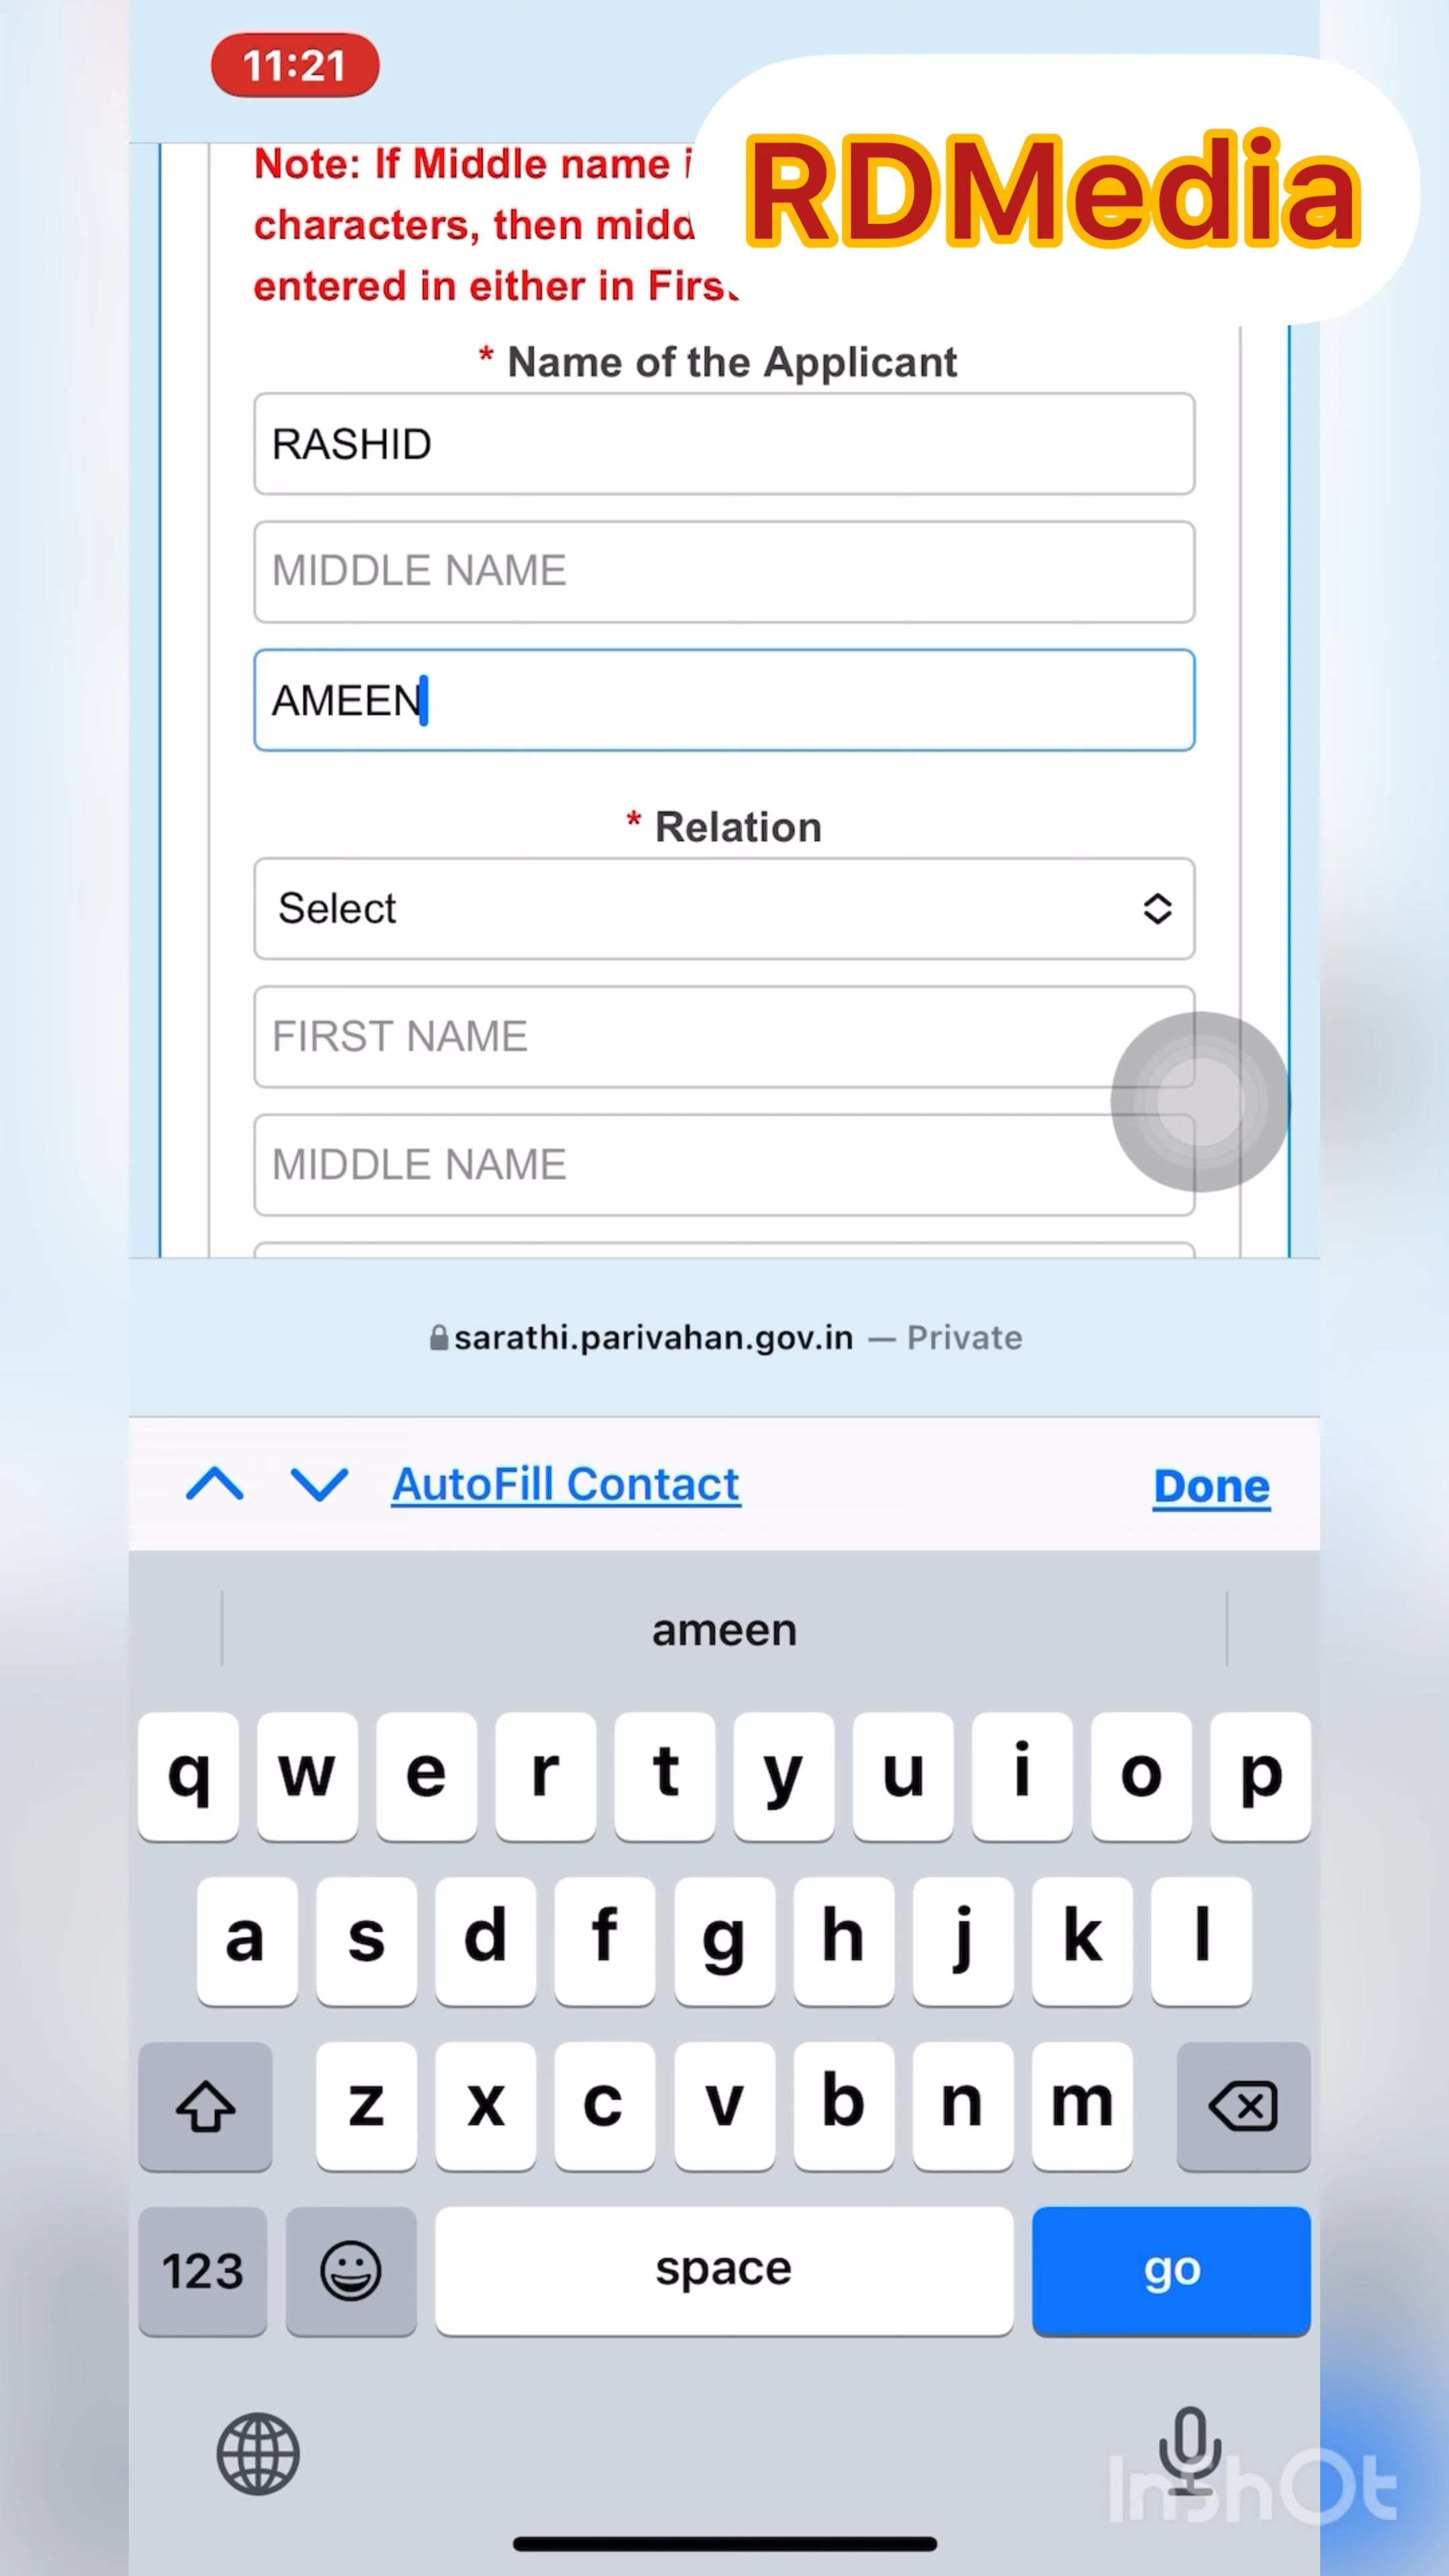 11:21
RDMedia
Note: If Middle name
characters, then midd
entered in either in Firs
* Name of the Applicant
RASHID
MIDDLE NAME
AMEEN
* Relation
Select
FIRST NAME
MIDDLE NAME
sarathi.parivahan.gov.in — Private
AutoFill Contact Done
ameen
q w e r t y u i o p
a s d f g h j k l
z x c v b n m
123 space go
InShOt